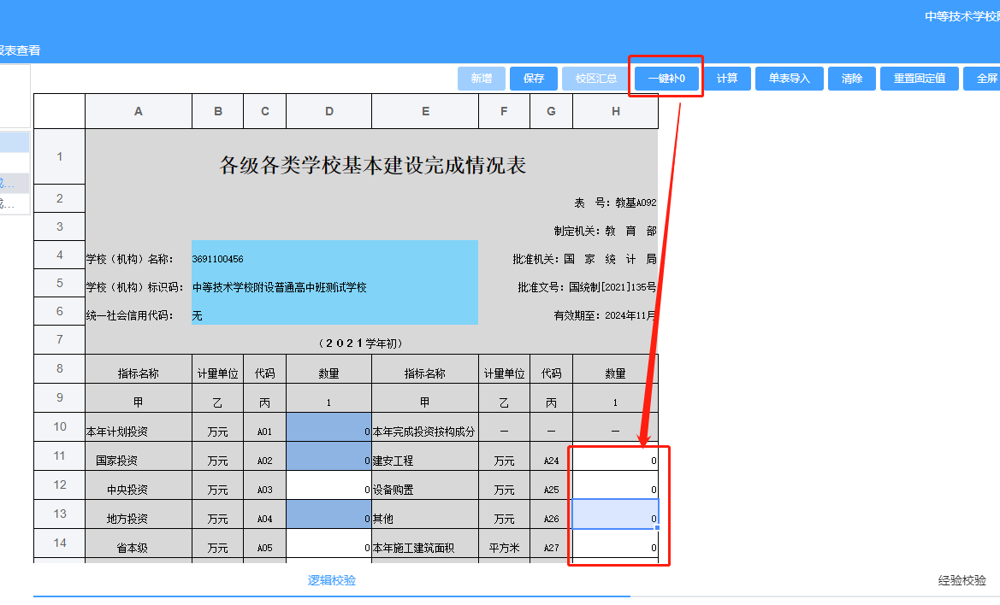 中等技术学校
报表查看
新增 保存 校区汇总 一键补0 计算 单表导入 清除 重置固定值 全屏
A B C D E F G H
1 各级各类学校基本建设完成情况表
2 表 号：教基A092
3 制定机关：教 育 部
4 学校（机构）名称： 3691100456 批准机关：国 家 统 计 局
5 学校（机构）标识码： 中等技术学校附设普通高中班测试学校 批准文号：国统制[2021]135号
6 统一社会信用代码： 无 有效期至：2024年11月
7 （2021学年初）
8 指标名称 计量单位 代码 数量 指标名称 计量单位 代码 数量
9 甲 乙 丙 1 甲 乙 丙 1
10 本年计划投资 万元 A01 0 本年完成投资按构成分 — — —
11 国家投资 万元 A02 0 建安工程 万元 A24 0
12 中央投资 万元 A03 0 设备购置 万元 A25 0
13 地方投资 万元 A04 0 其他 万元 A26 0
14 省本级 万元 A05 0 本年施工建筑面积 平方米 A27 0
逻辑校验 经验校验